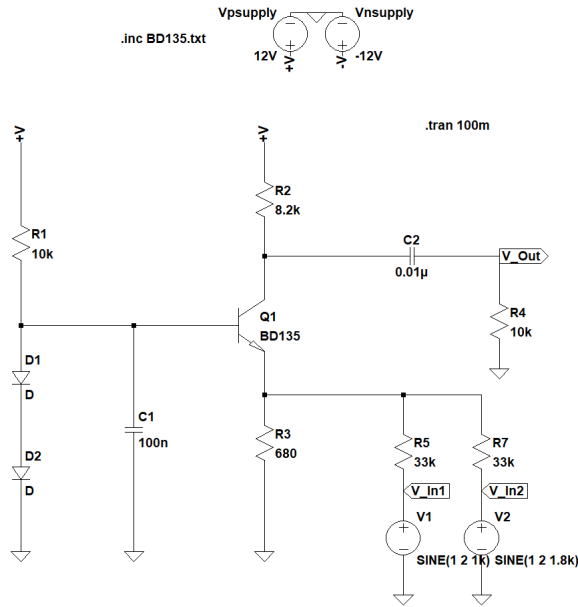 Vpsupply
Vnsupply
.inc BD135.txt
12V
+V
-V
-12V
.tran 100m
+V
+V
R2
8.2k
R1
10k
C2
0.01µ
V_Out
R4
10k
Q1
BD135
D1
D
C1
100n
D2
D
R3
680
R5
33k
R7
33k
V_In1
V_In2
V1
V2
SINE(1 2 1k)
SINE(1 2 1.8k)